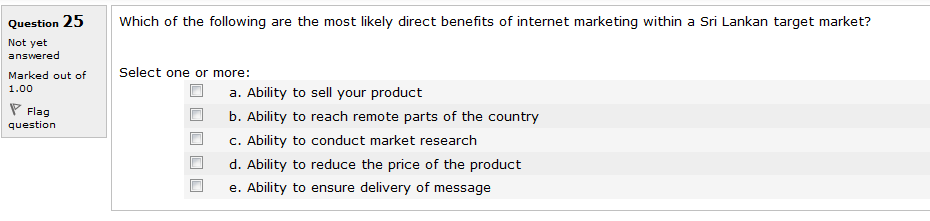 Question 25
Not yet
answered
Marked out of
1.00
Flag
question
Which of the following are the most likely direct benefits of internet marketing within a Sri Lankan target market?
Select one or more:
a. Ability to sell your product
b. Ability to reach remote parts of the country
c. Ability to conduct market research
d. Ability to reduce the price of the product
e. Ability to ensure delivery of message